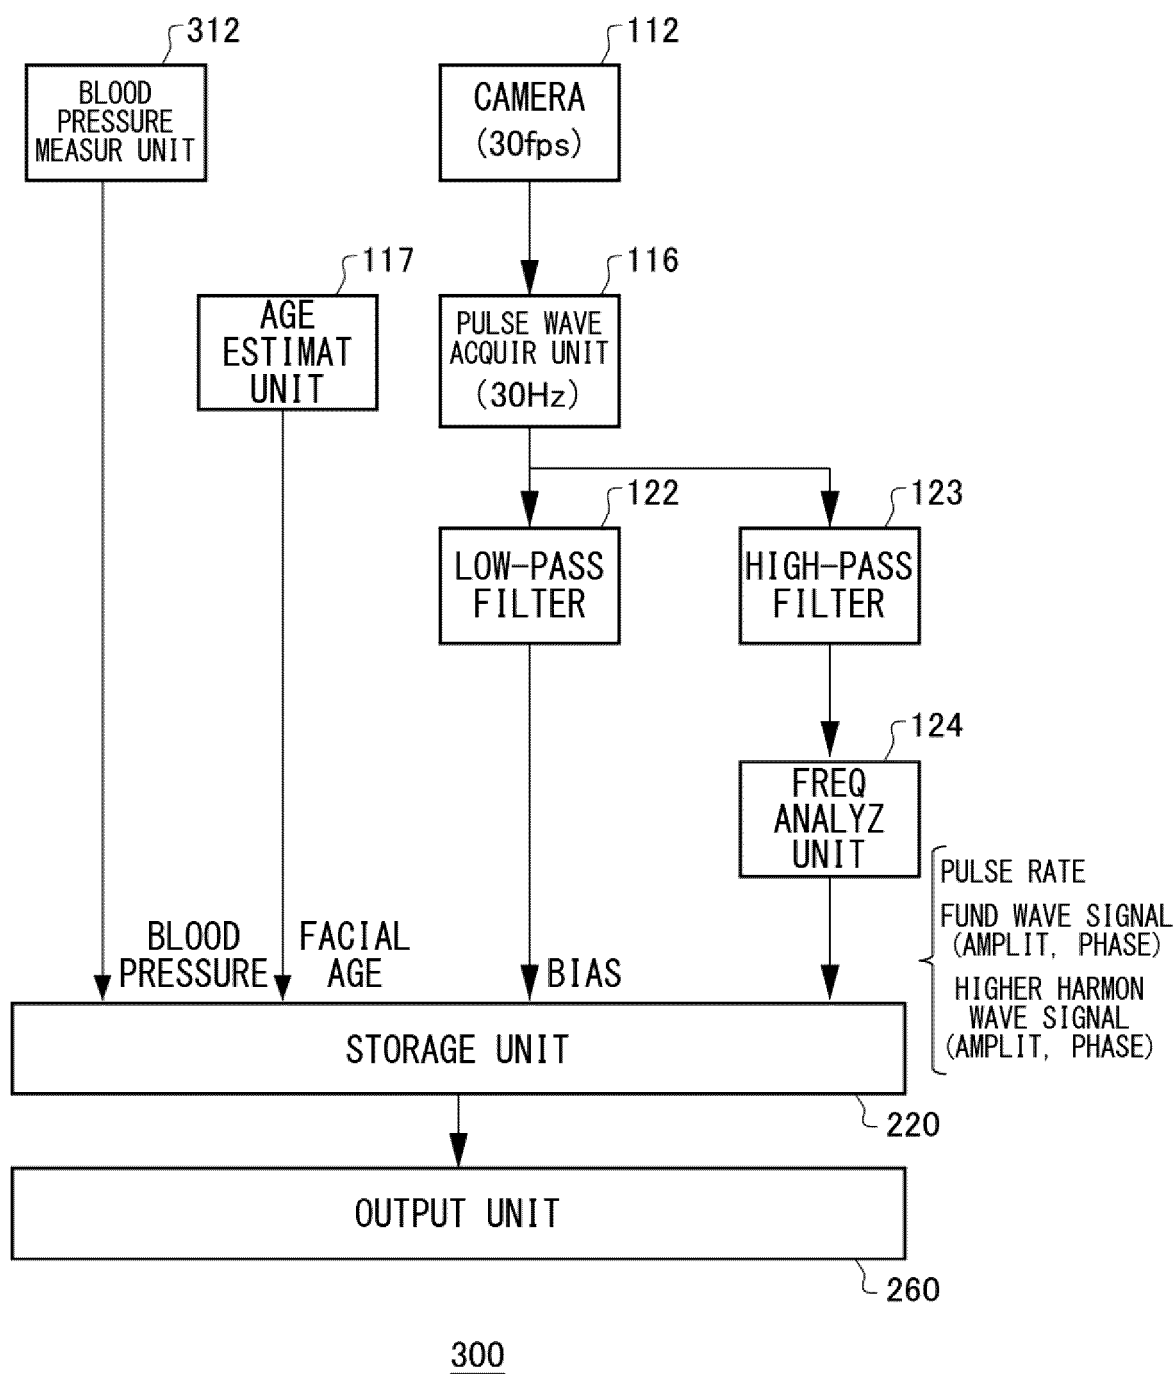 312
BLOOD
PRESSURE
MEASUR UNIT
112
CAMERA
(30fps)
117
AGE
ESTIMAT
UNIT
116
PULSE WAVE
ACQUIR UNIT
(30Hz)
122
LOW-PASS
FILTER
123
HIGH-PASS
FILTER
124
FREQ
ANALYZ
UNIT
BLOOD
PRESSURE
FACIAL
AGE
BIAS
PULSE RATE
FUND WAVE SIGNAL
(AMPLIT, PHASE)
HIGHER HARMON
WAVE SIGNAL
(AMPLIT, PHASE)
STORAGE UNIT
220
OUTPUT UNIT
260
300